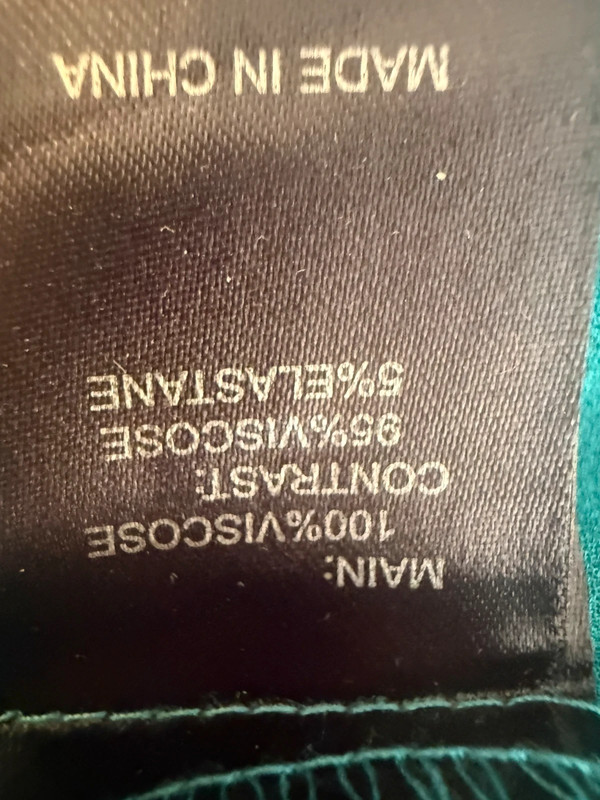 MAIN:
100%VISCOSE
CONTRAST:
95%VISCOSE
5%ELASTANE
MADE IN CHINA